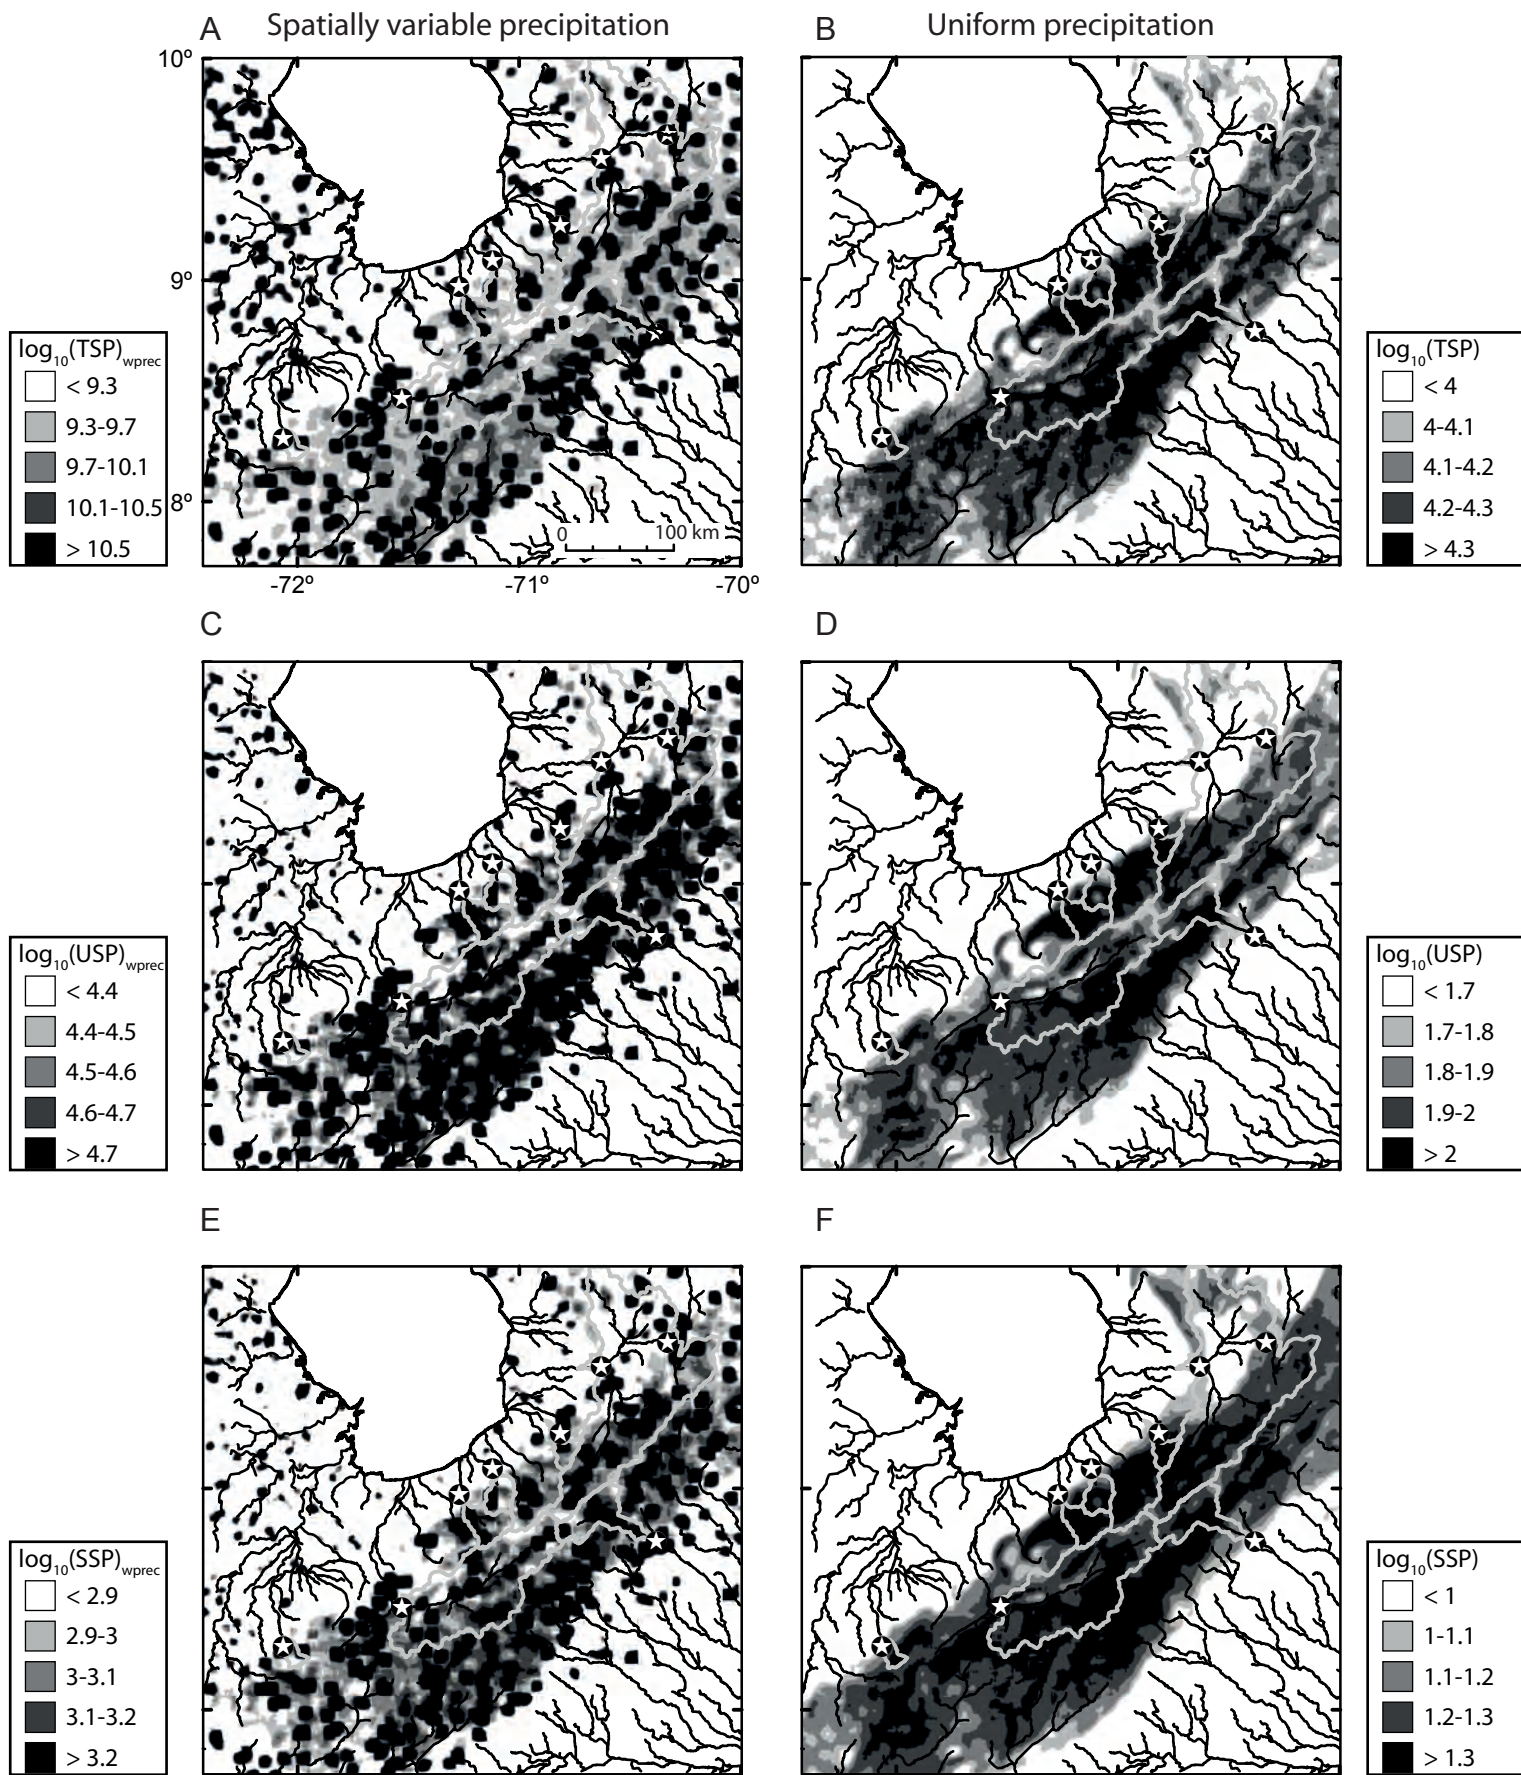 A Spatially variable precipitation
B Uniform precipitation
10º
9º
8º
-72º
-71º
-70º
0 100 km
log10(TSP)wprec
< 9.3
9.3-9.7
9.7-10.1
10.1-10.5
> 10.5
log10(TSP)
< 4
4-4.1
4.1-4.2
4.2-4.3
> 4.3
C
D
log10(USP)wprec
< 4.4
4.4-4.5
4.5-4.6
4.6-4.7
> 4.7
log10(USP)
< 1.7
1.7-1.8
1.8-1.9
1.9-2
> 2
E
F
log10(SSP)wprec
< 2.9
2.9-3
3-3.1
3.1-3.2
> 3.2
log10(SSP)
< 1
1-1.1
1.1-1.2
1.2-1.3
> 1.3